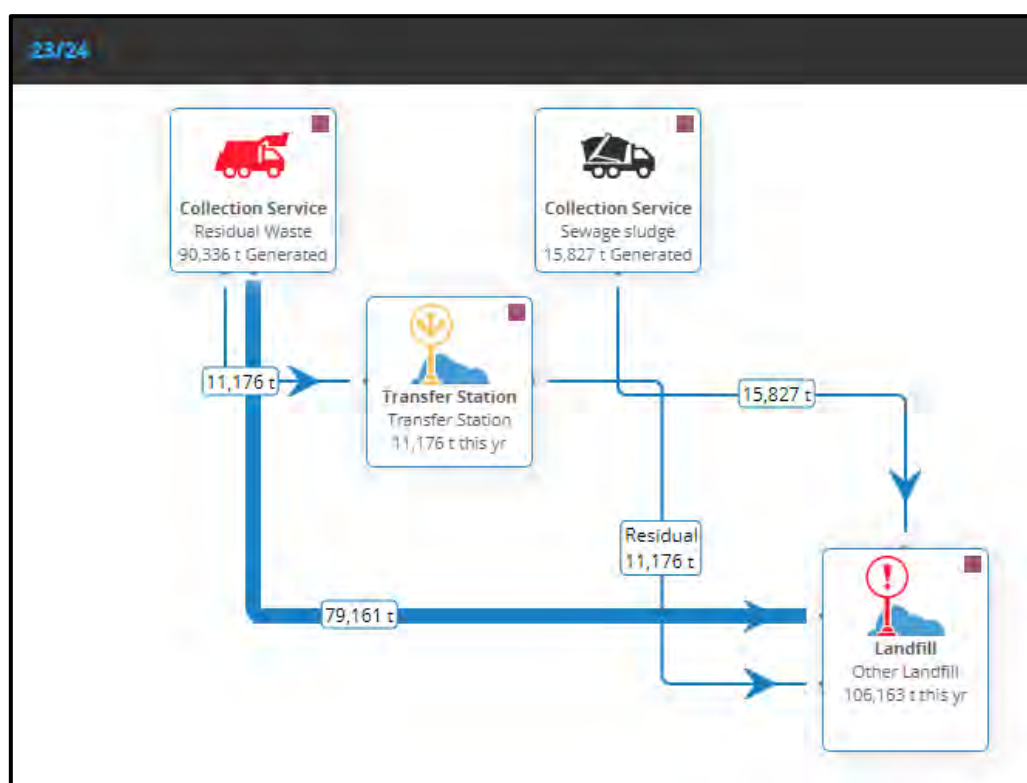 23/24
Collection Service
Residual Waste
90,336 t Generated
Collection Service
Sewage sludge
15,827 t Generated
11,176 t
Transfer Station
Transfer Station
11,176 t this yr
15,827 t
Residual
11,176 t
79,161 t
Landfill
Other Landfill
106,163 t this yr